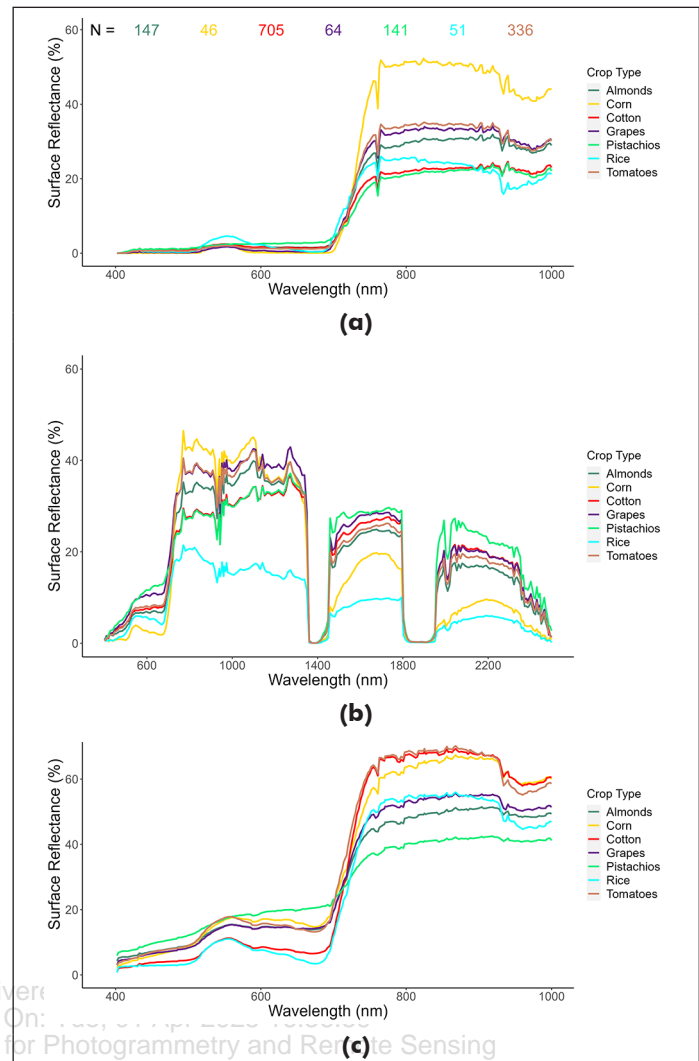 N = 147 46 705 64 141 51 336
Surface Reflectance (%)
60
40
20
0
400 600 800 1000
Wavelength (nm)
Crop Type
Almonds
Corn
Cotton
Grapes
Pistachios
Rice
Tomatoes
(a)
Surface Reflectance (%)
60
40
20
0
600 1000 1400 1800 2200
Wavelength (nm)
Crop Type
Almonds
Corn
Cotton
Grapes
Pistachios
Rice
Tomatoes
(b)
Surface Reflectance (%)
60
40
20
0
400 600 800 1000
Wavelength (nm)
Crop Type
Almonds
Corn
Cotton
Grapes
Pistachios
Rice
Tomatoes
(c)
On:
for Photogrammetry and Remote Sensing